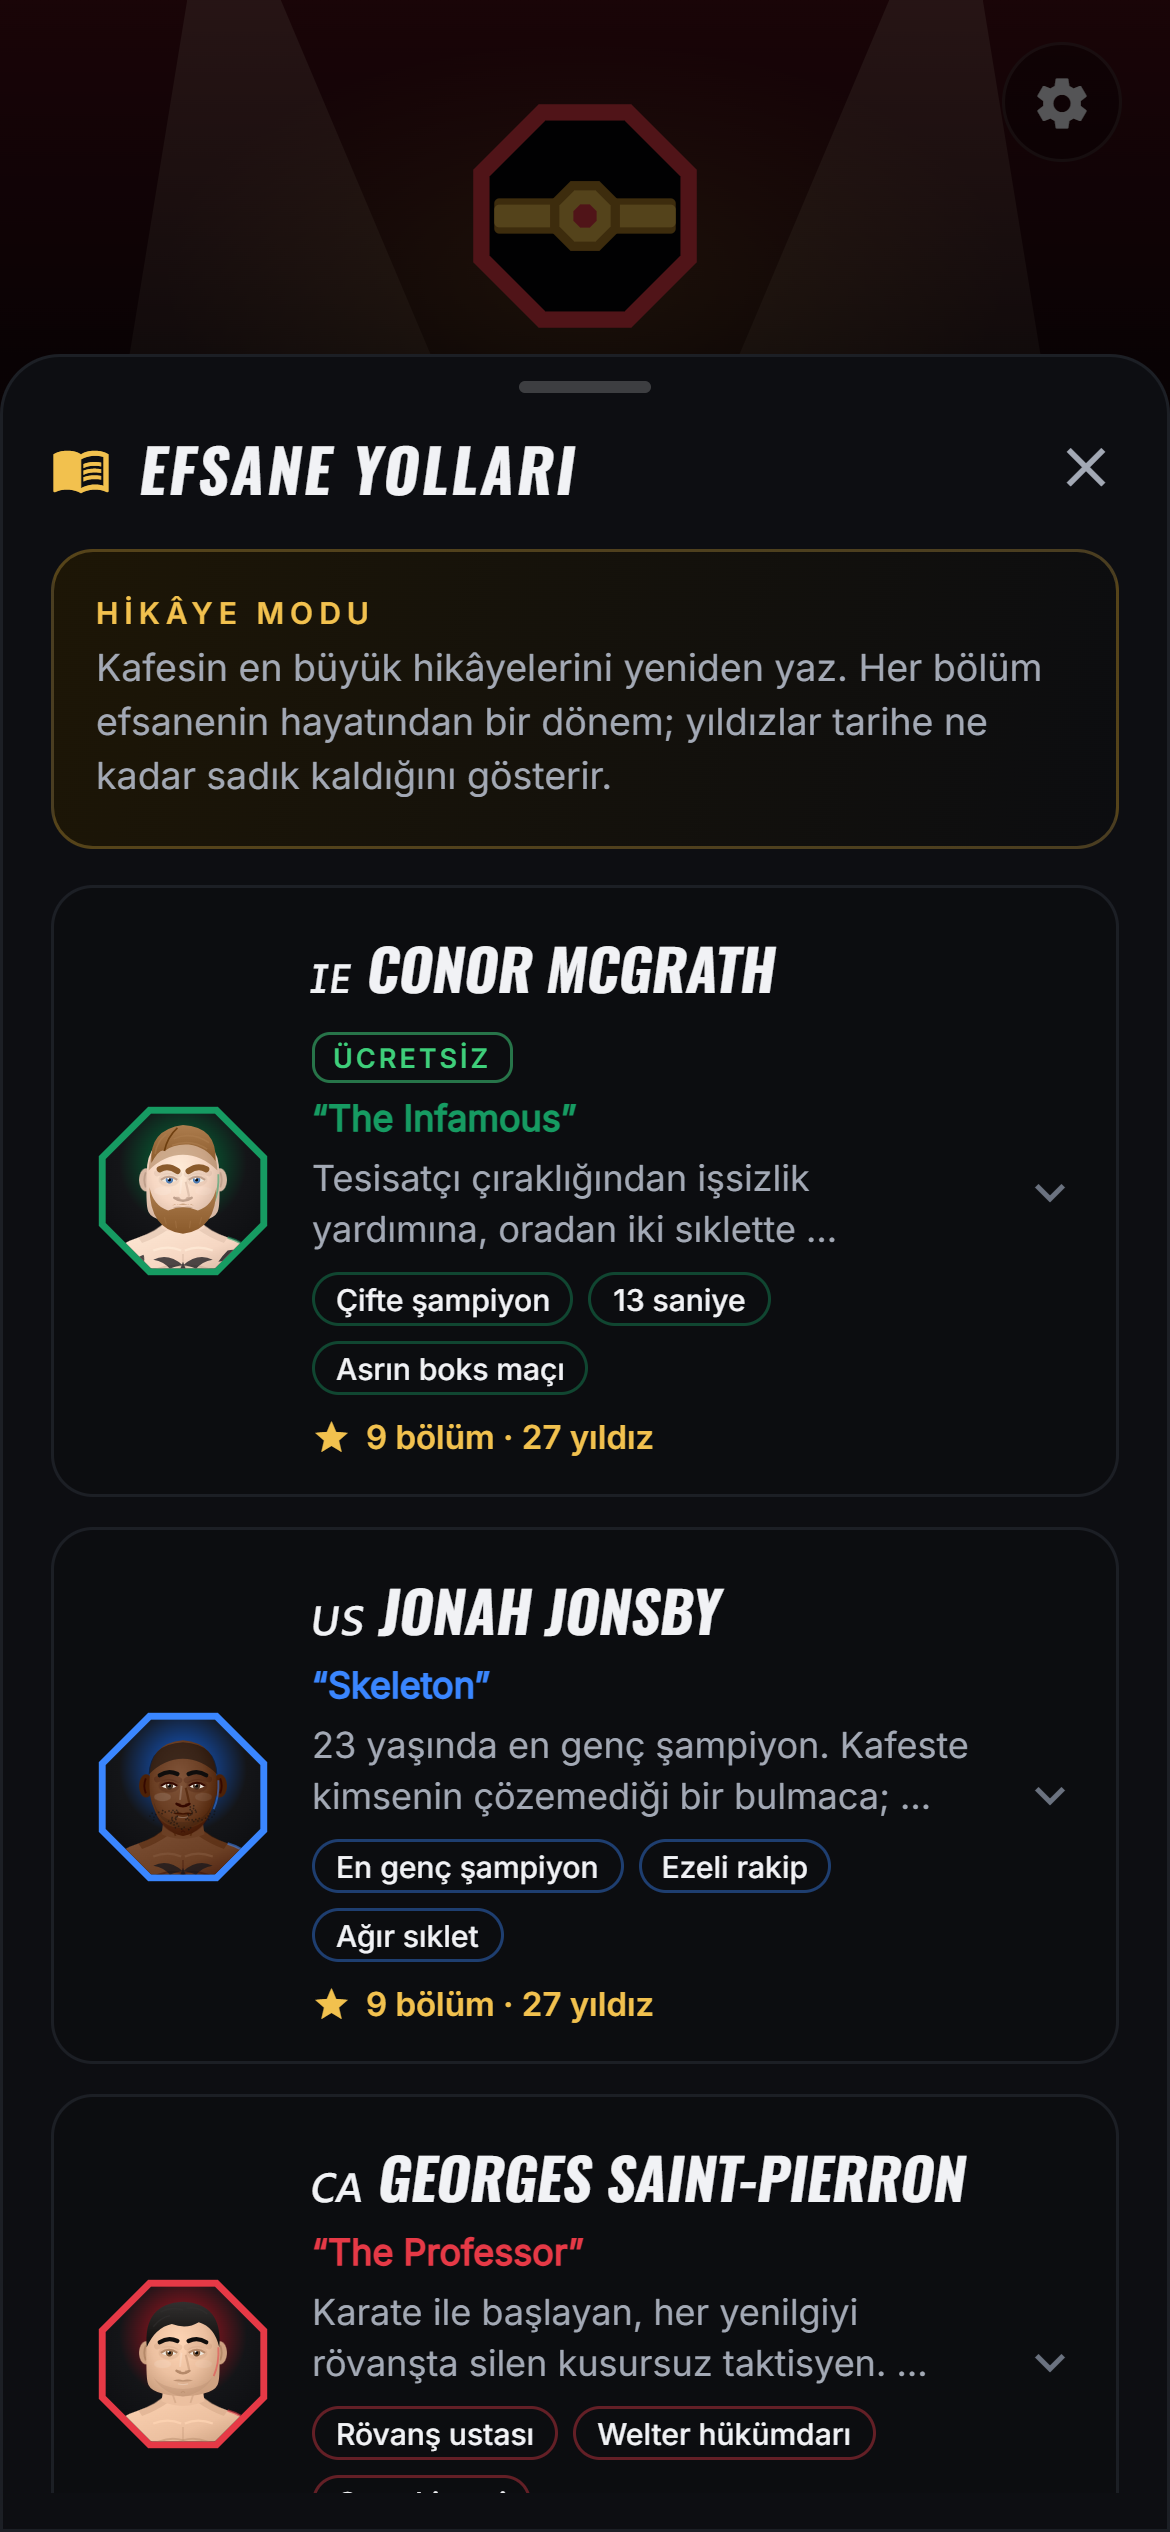 EFSANE YOLLARI
HİKÂYE MODU
Kafesin en büyük hikâyelerini yeniden yaz. Her bölüm
efsanenin hayatından bir dönem; yıldızlar tarihe ne
kadar sadık kaldığını gösterir.
IE CONOR MCGRATH
ÜCRETSİZ
“The Infamous”
Tesisatçı çıraklığından işsizlik
yardımına, oradan iki sıklette ...
Çifte şampiyon 13 saniye
Asrın boks maçı
9 bölüm · 27 yıldız
US JONAH JONSBY
“Skeleton”
23 yaşında en genç şampiyon. Kafeste
kimsenin çözemediği bir bulmaca; ...
En genç şampiyon Ezeli rakip
Ağır sıklet
9 bölüm · 27 yıldız
CA GEORGES SAINT-PIERRON
“The Professor”
Karate ile başlayan, her yenilgiyi
rövanşta silen kusursuz taktisyen. ...
Rövanş ustası Welter hükümdarı